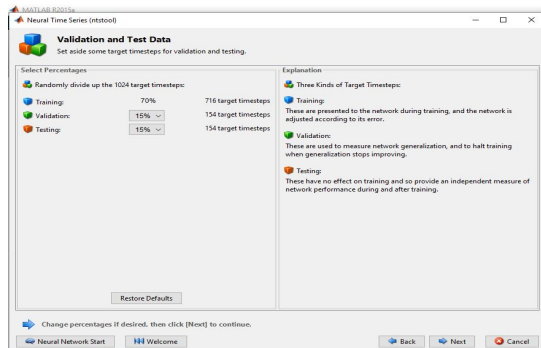 MATLAB R2015a
Neural Time Series (ntstool)
Validation and Test Data
Set aside some target timesteps for validation and testing.
Select Percentages
Randomly divide up the 1024 target timesteps:
Training: 70% 716 target timesteps
Validation: 15% 154 target timesteps
Testing: 15% 154 target timesteps
Restore Defaults
Explanation
Three Kinds of Target Timesteps:
Training:
These are presented to the network during training, and the network is
adjusted according to its error.
Validation:
These are used to measure network generalization, and to halt training
when generalization stops improving.
Testing:
These have no effect on training and so provide an independent measure of
network performance during and after training.
Change percentages if desired, then click [Next] to continue.
Neural Network Start Welcome Back Next Cancel